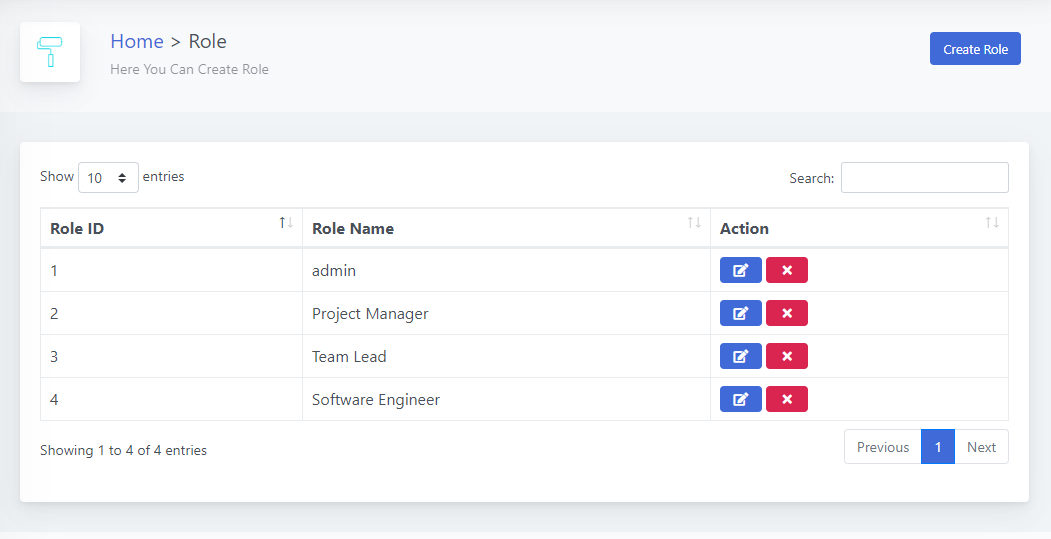 Home > Role
Here You Can Create Role
Create Role
Show 10 entries
Search:
Role ID Role Name Action
1 admin
2 Project Manager
3 Team Lead
4 Software Engineer
Showing 1 to 4 of 4 entries
Previous 1 Next